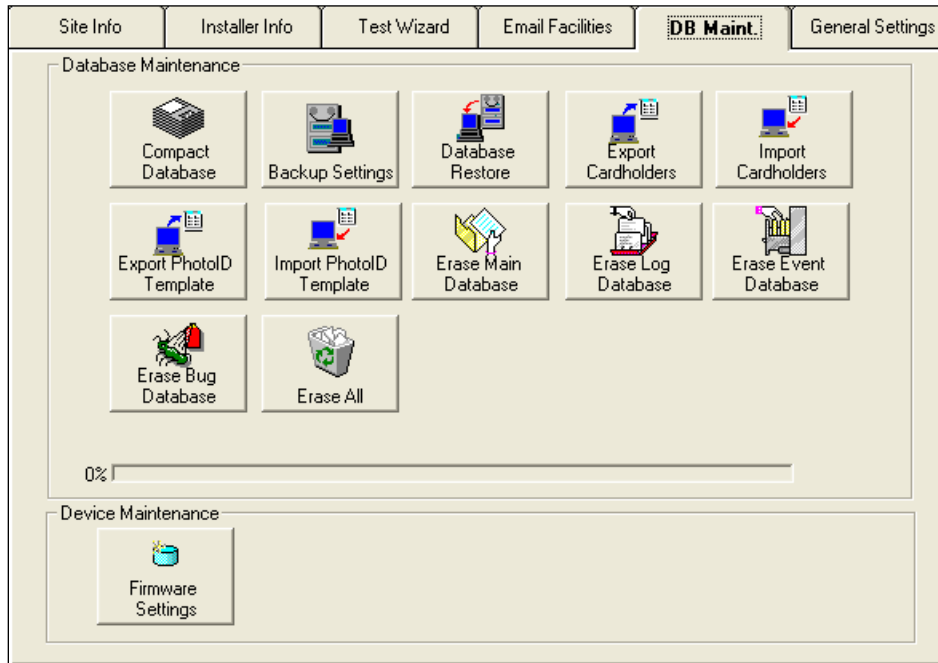 Site Info Installer Info Test Wizard Email Facilities DB Maint. General Settings
Database Maintenance
Compact Database
Backup Settings
Database Restore
Export Cardholders
Import Cardholders
Export PhotoID Template
Import PhotoID Template
Erase Main Database
Erase Log Database
Erase Event Database
Erase Bug Database
Erase All
0%
Device Maintenance
Firmware Settings